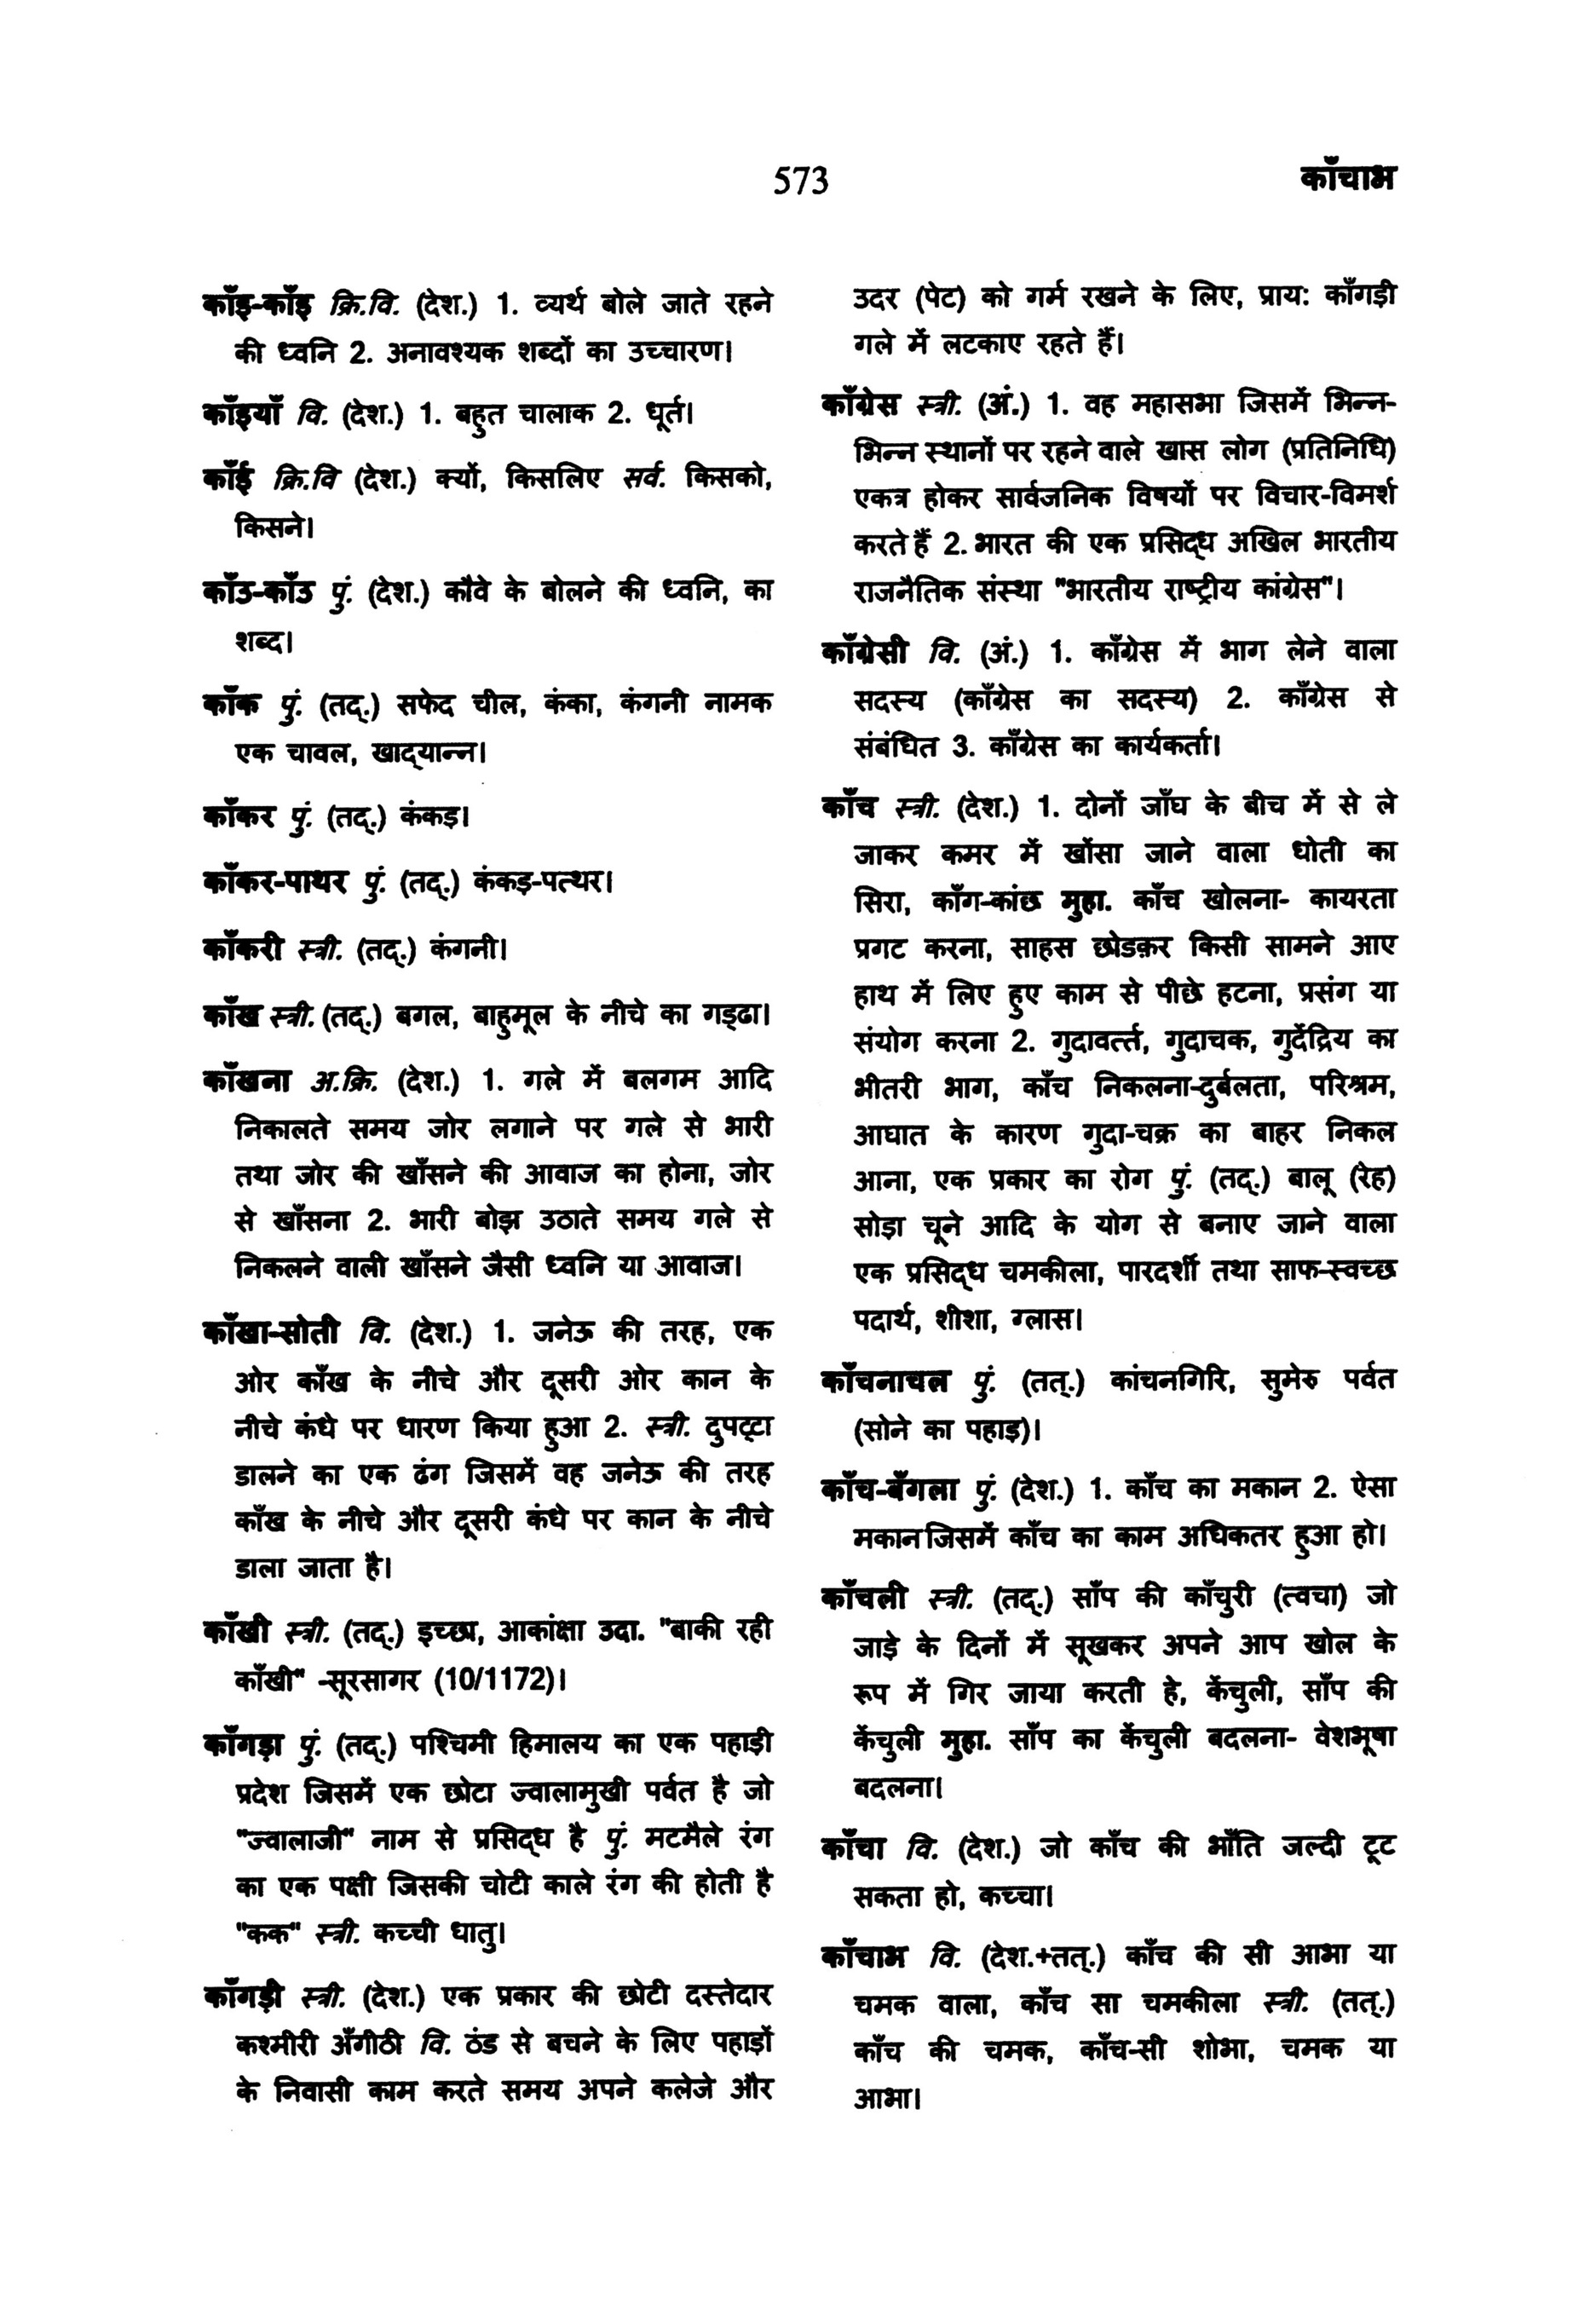 573
काँचाभ
काँइ-काँइ क्रि.वि. (देश.) 1. व्यर्थ बोले जाते रहने
की ध्वनि 2. अनावश्यक शब्दों का उच्चारण।
काँइयाँ वि. (देश.) 1. बहुत चालाक 2. धूर्त।
काँई क्रि.वि (देश.) क्यों, किसलिए सर्व. किसको,
किसने।
काँउ-काँउ पुं. (देश.) कौवे के बोलने की ध्वनि, का
शब्द।
काँक पुं. (तद्.) सफेद चील, कंका, कंगनी नामक
एक चावल, खाद्यान्न।
काँकर पुं. (तद्.) कंकड़।
काँकर-पाथर पुं. (तद्.) कंकड़-पत्थर।
काँकरी स्त्री. (तद्.) कंगनी।
काँख स्त्री. (तद्.) बगल, बाहुमूल के नीचे का गड्ढा।
काँखना अ.क्रि. (देश.) 1. गले में बलगम आदि
निकालते समय जोर लगाने पर गले से भारी
तथा जोर की खाँसने की आवाज का होना, जोर
से खाँसना 2. भारी बोझ उठाते समय गले से
निकलने वाली खाँसने जैसी ध्वनि या आवाज।
काँखा-सोती वि. (देश.) 1. जनेऊ की तरह, एक
ओर काँख के नीचे और दूसरी ओर कान के
नीचे कंधे पर धारण किया हुआ 2. स्त्री. दुपट्टा
डालने का एक ढंग जिसमें वह जनेऊ की तरह
काँख के नीचे और दूसरी कंधे पर कान के नीचे
डाला जाता है।
काँखी स्त्री. (तद्.) इच्छा, आकांक्षा उदा. "बाकी रही
काँखी" -सूरसागर (10/1172)।
काँगड़ा पुं. (तद्.) पश्चिमी हिमालय का एक पहाड़ी
प्रदेश जिसमें एक छोटा ज्वालामुखी पर्वत है जो
"ज्वालाजी" नाम से प्रसिद्ध है पुं. मटमैले रंग
का एक पक्षी जिसकी चोटी काले रंग की होती है
"कक" स्त्री. कच्ची धातु।
काँगड़ी स्त्री. (देश.) एक प्रकार की छोटी दस्तेदार
कश्मीरी अँगीठी वि. ठंड से बचने के लिए पहाड़ों
के निवासी काम करते समय अपने कलेजे और
उदर (पेट) को गर्म रखने के लिए, प्राय: काँगड़ी
गले में लटकाए रहते हैं।
काँग्रेस स्त्री. (अं.) 1. वह महासभा जिसमें भिन्न-
भिन्न स्थानों पर रहने वाले खास लोग (प्रतिनिधि)
एकत्र होकर सार्वजनिक विषयों पर विचार-विमर्श
करते हैं 2. भारत की एक प्रसिद्ध अखिल भारतीय
राजनैतिक संस्था "भारतीय राष्ट्रीय कांग्रेस"।
काँग्रेसी वि. (अं.) 1. काँग्रेस में भाग लेने वाला
सदस्य (काँग्रेस का सदस्य) 2. काँग्रेस से
संबंधित 3. काँग्रेस का कार्यकर्ता।
काँच स्त्री. (देश.) 1. दोनों जाँघ के बीच में से ले
जाकर कमर में खोंसा जाने वाला धोती का
सिरा, काँग-कांछ मुहा. काँच खोलना- कायरता
प्रगट करना, साहस छोडक़र किसी सामने आए
हाथ में लिए हुए काम से पीछे हटना, प्रसंग या
संयोग करना 2. गुदावर्त्त, गुदाचक, गुर्देद्रिय का
भीतरी भाग, काँच निकलना-दुर्बलता, परिश्रम,
आघात के कारण गुदा-चक्र का बाहर निकल
आना, एक प्रकार का रोग पुं. (तद्.) बालू (रेह)
सोड़ा चूने आदि के योग से बनाए जाने वाला
एक प्रसिद्ध चमकीला, पारदर्शी तथा साफ-स्वच्छ
पदार्थ, शीशा, ग्लास।
काँचनाचल पुं. (तत्.) कांचनगिरि, सुमेरु पर्वत
(सोने का पहाड़)।
काँच-बँगला पुं. (देश.) 1. काँच का मकान 2. ऐसा
मकान जिसमें काँच का काम अधिकतर हुआ हो।
काँचली स्त्री. (तद्.) साँप की काँचुरी (त्वचा) जो
जाड़े के दिनों में सूखकर अपने आप खोल के
रूप में गिर जाया करती हे, केंचुली, साँप की
केंचुली मुहा. साँप का केंचुली बदलना- वेशभूषा
बदलना।
काँचा वि. (देश.) जो काँच की भाँति जल्दी टूट
सकता हो, कच्चा।
काँचाभ वि. (देश.+तत्.) काँच की सी आभा या
चमक वाला, काँच सा चमकीला स्त्री. (तत्.)
काँच की चमक, काँच-सी शोभा, चमक या
आभा।